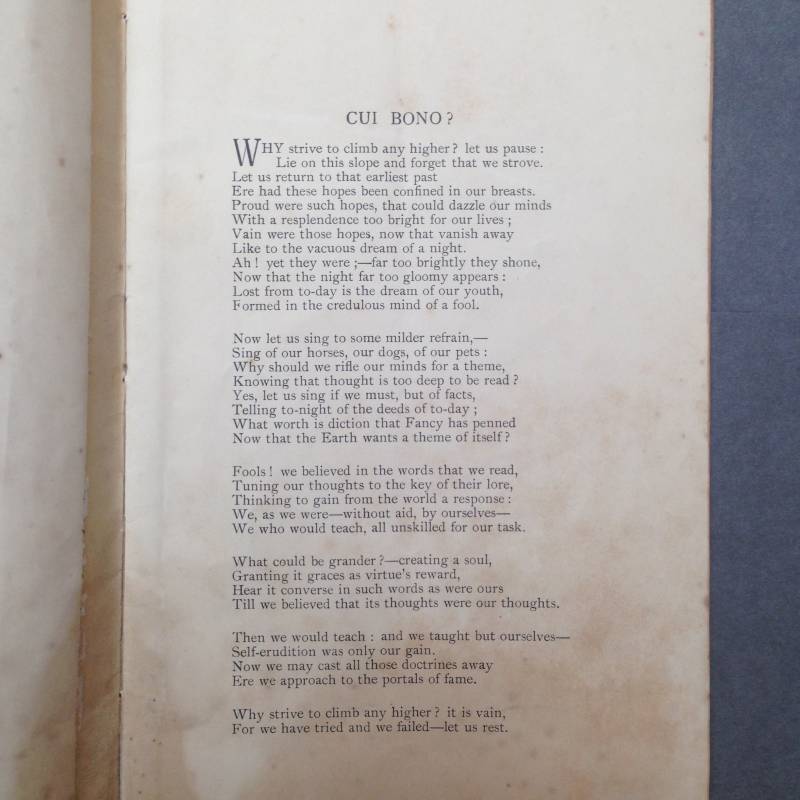 CUI BONO?
WHY strive to climb any higher? let us pause :
Lie on this slope and forget that we strove.
Let us return to that earliest past
Ere had these hopes been confined in our breasts.
Proud were such hopes, that could dazzle our minds
With a resplendence too bright for our lives ;
Vain were those hopes, now that vanish away
Like to the vacuous dream of a night.
Ah! yet they were ;—far too brightly they shone,
Now that the night far too gloomy appears :
Lost from to-day is the dream of our youth,
Formed in the credulous mind of a fool.
Now let us sing to some milder refrain,—
Sing of our horses, our dogs, of our pets :
Why should we rifle our minds for a theme,
Knowing that thought is too deep to be read?
Yes, let us sing if we must, but of facts,
Telling to-night of the deeds of to-day ;
What worth is diction that Fancy has penned
Now that the Earth wants a theme of itself?
Fools! we believed in the words that we read,
Tuning our thoughts to the key of their lore,
Thinking to gain from the world a response :
We, as we were—without aid, by ourselves—
We who would teach, all unskilled for our task.
What could be grander?—creating a soul,
Granting it graces as virtue's reward,
Hear it converse in such words as were ours
Till we believed that its thoughts were our thoughts.
Then we would teach : and we taught but ourselves—
Self-erudition was only our gain.
Now we may cast all those doctrines away
Ere we approach to the portals of fame.
Why strive to climb any higher? it is vain,
For we have tried and we failed—let us rest.